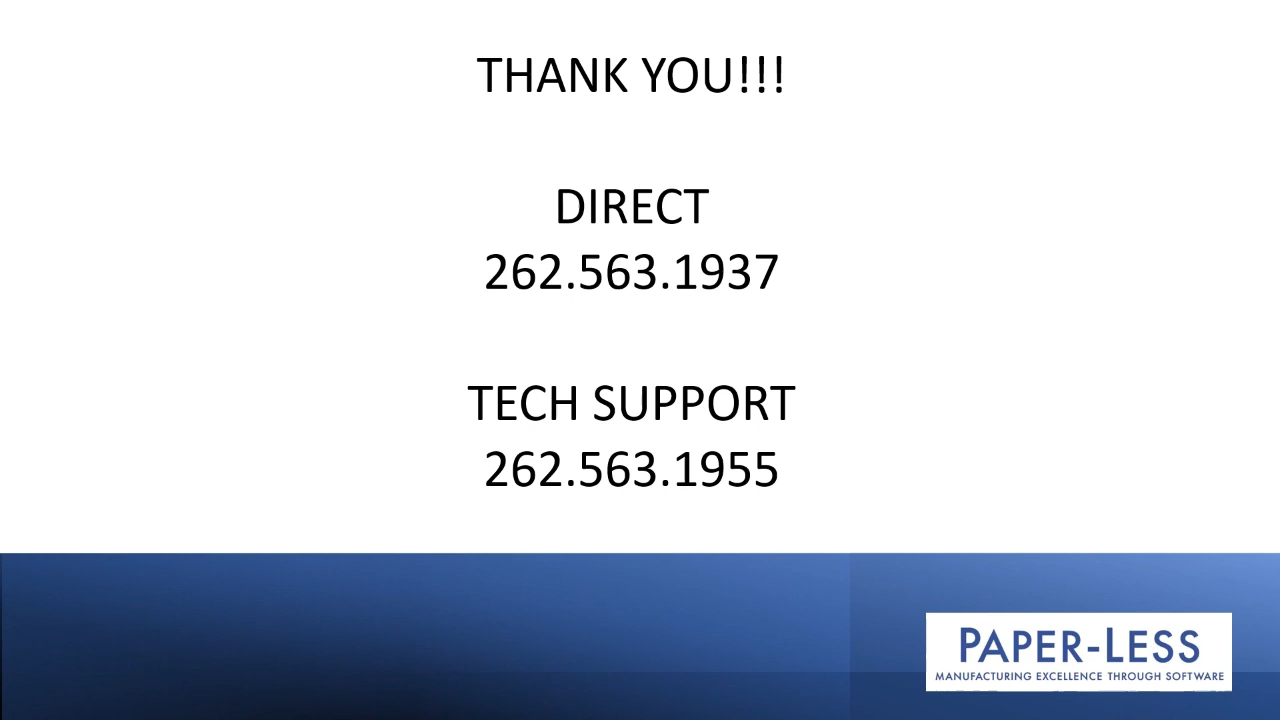 THANK YOU!!!
DIRECT
262.563.1937
TECH SUPPORT
262.563.1955
PAPER-LESS
MANUFACTURING EXCELLENCE THROUGH SOFTWARE